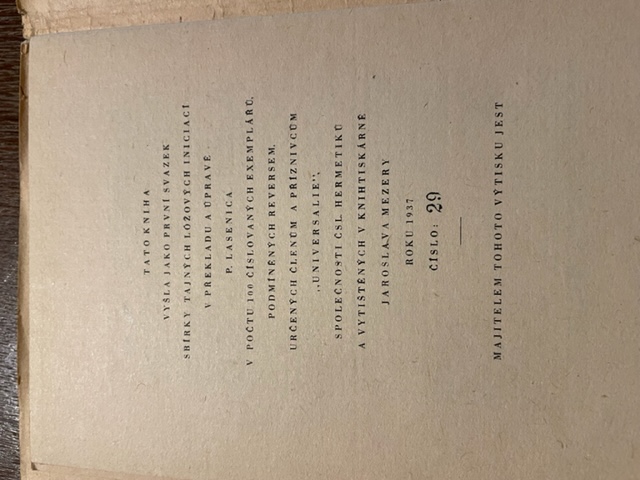 TATO KNIHA
VYŠLA JAKO PRVNÍ SVAZEK
SBÍRKY TAJNÝCH LÓŽOVÝCH INICIACÍ
V PŘEKLADU A ÚPRAVĚ
P. LASENICA
V POČTU 100 ČÍSLOVANÝCH EXEMPLÁŘŮ,
PODMÍNĚNÝCH REVERSEM,
URČENÝCH ČLENŮM A PŘÍZNIVCŮM
„UNIVERSALIE”,
SPOLEČNOSTI ČSL. HERMETIKŮ
A VYTIŠTĚNÝCH V KNIHTISKÁRNĚ
JAROSLAVA MEZERY
ROKU 1937
ČÍSLO: 29
MAJITELEM TOHOTO VÝTISKU JEST